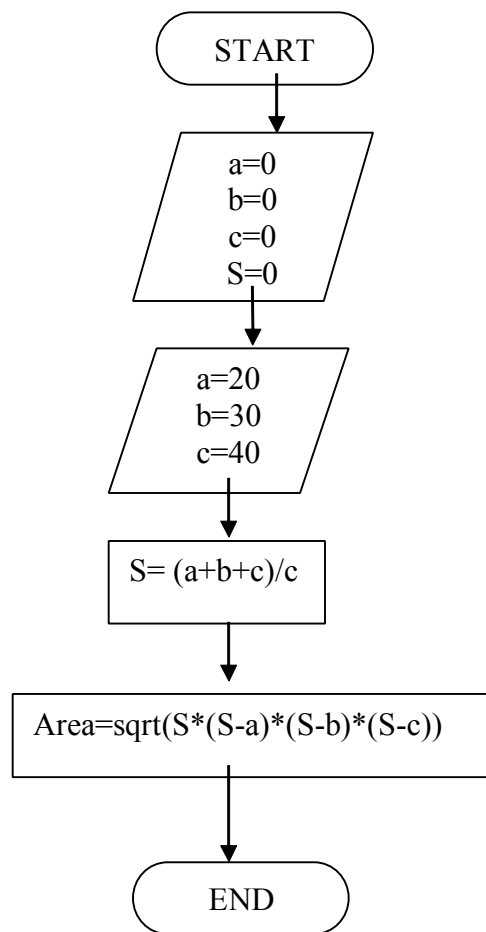 START
a=0
b=0
c=0
S=0
a=20
b=30
c=40
S= (a+b+c)/c
Area=sqrt(S*(S-a)*(S-b)*(S-c))
END